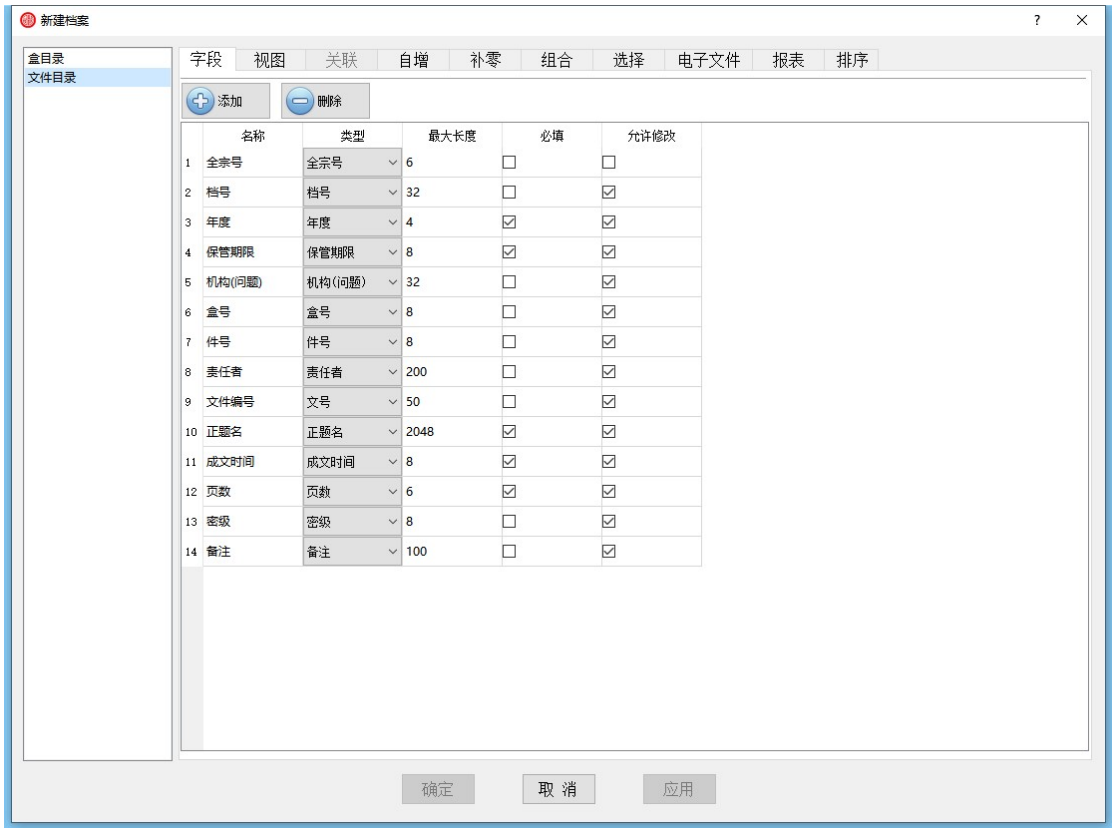 新建档案 ?
盒目录
文件目录
字段 视图 关联 自增 补零 组合 选择 电子文件 报表 排序
添加 删除
名称 类型 最大长度 必填 允许修改
1 全宗号 全宗号 6
2 档号 档号 32
3 年度 年度 4
4 保管期限 保管期限 8
5 机构(问题) 机构(问题) 32
6 盒号 盒号 8
7 件号 件号 8
8 责任者 责任者 200
9 文件编号 文号 50
10 正题名 正题名 2048
11 成文时间 成文时间 8
12 页数 页数 6
13 密级 密级 8
14 备注 备注 100
确定 取消 应用